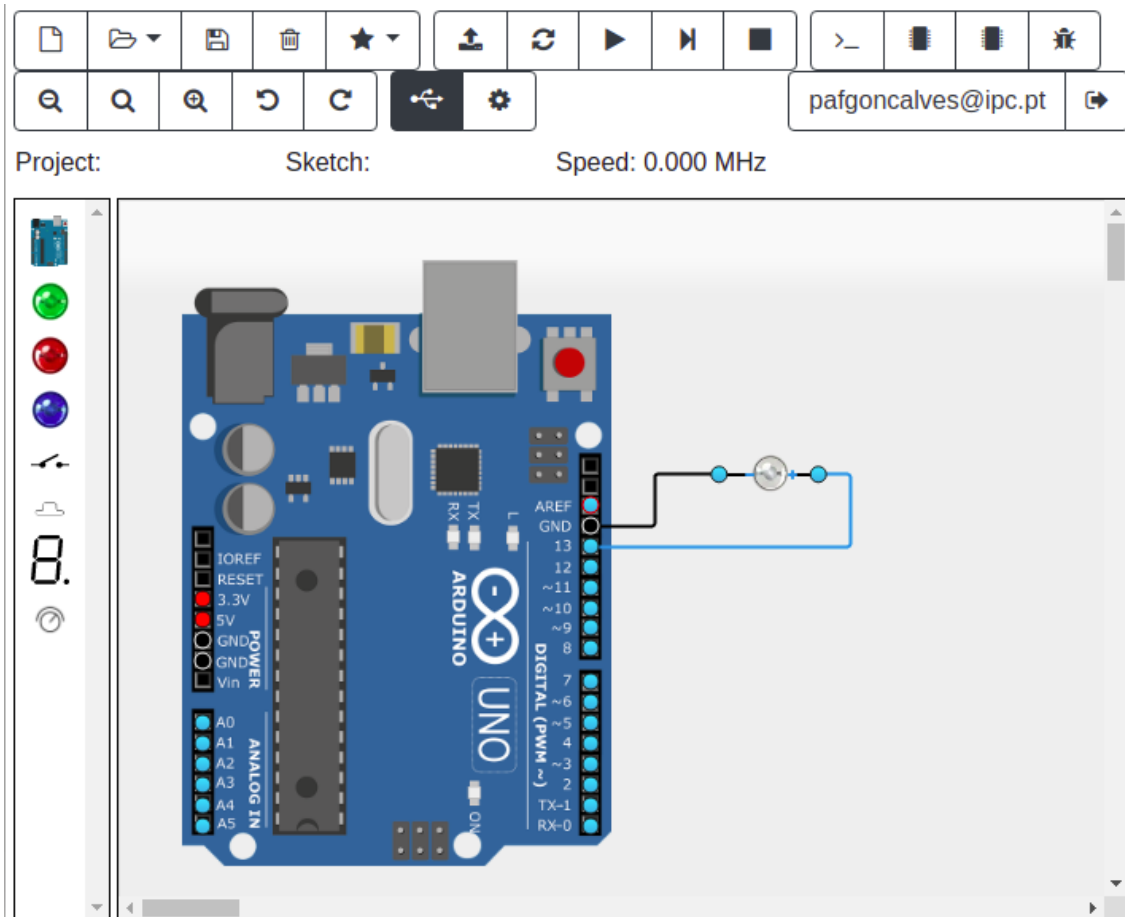 >_
pafgoncalves@ipc.pt
Project:
Sketch:
Speed: 0.000 MHz
AREF
GND
13
12
~11
~10
~9
8
7
~6
~5
4
~3
2
TX-1
RX-0
DIGITAL (PWM ~)
IOREF
RESET
3.3V
5V
GND
GND
Vin
POWER
A0
A1
A2
A3
A4
A5
ANALOG IN
RX
TX
L
ARDUINO
UNO
ON
8.